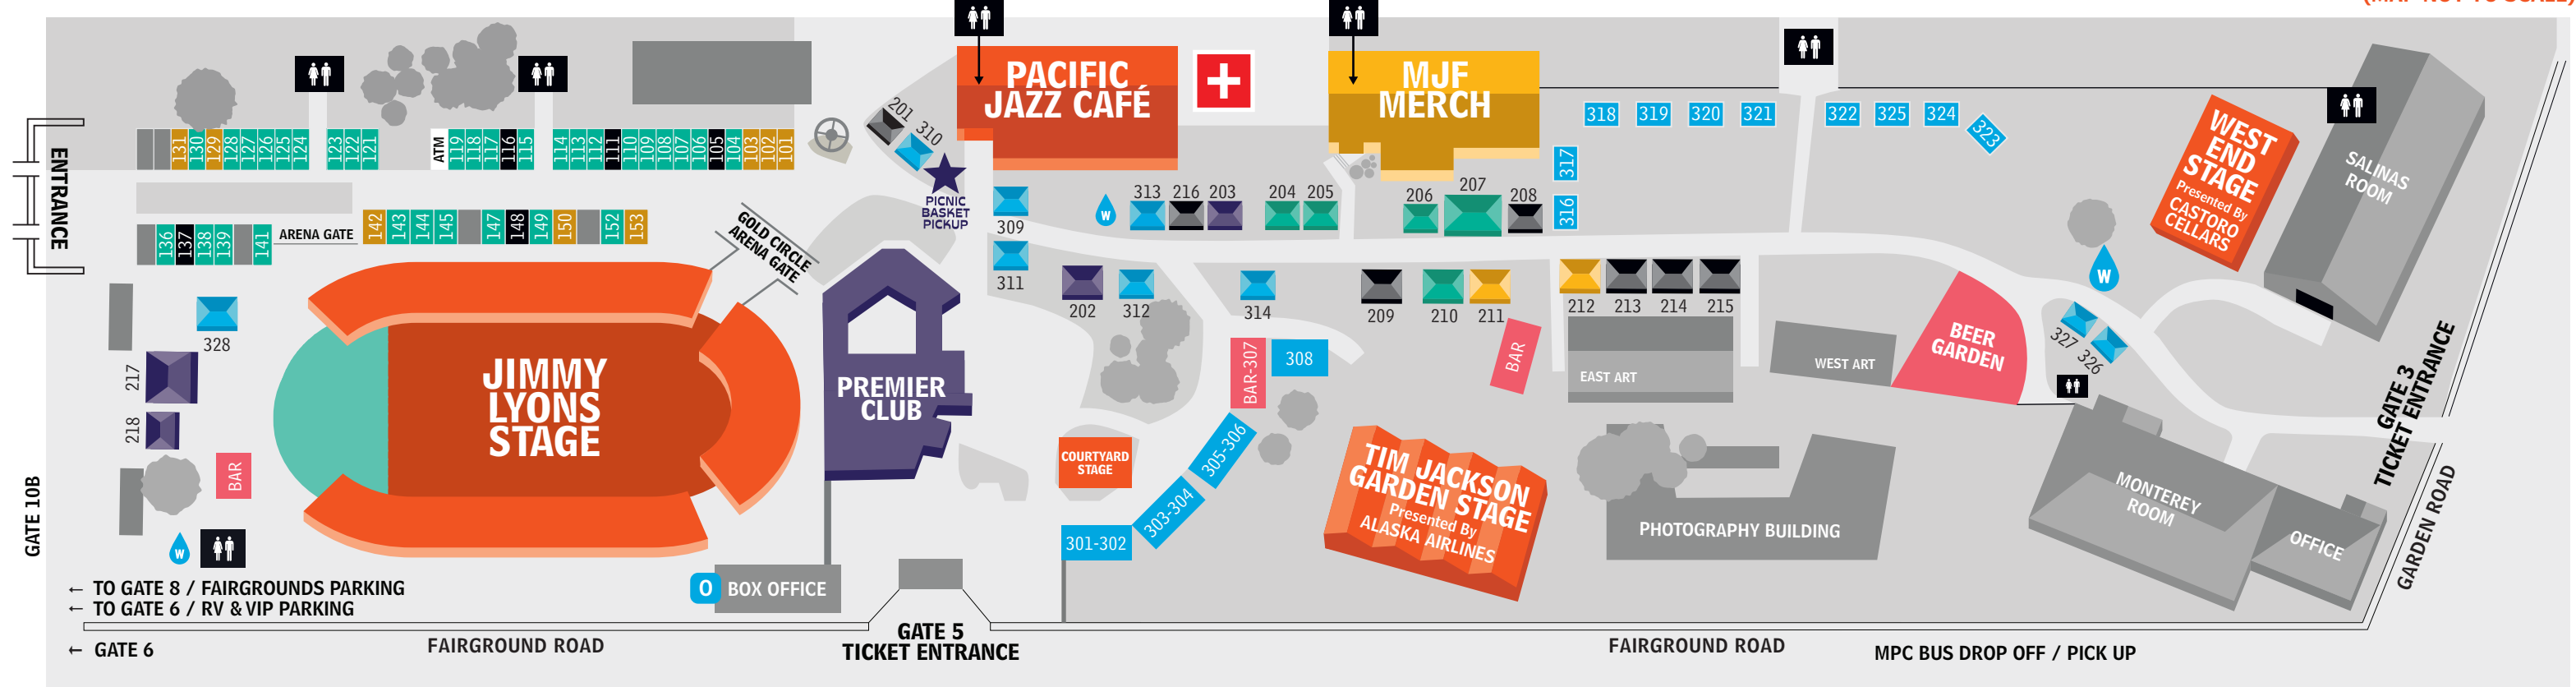 (MAP NOT TO SCALE)
PACIFIC
JAZZ CAFÉ
MJF
MERCH
318 319 320 321 322 325 324 323
201
310
131 130 129 128 127 126 125 124
123 122 121
ATM 119 118 117 116 115
114 113 112 111 110 109 108 107 106 105 104 103 102 101
WEST
END
STAGE
Presented By
CASTORO
CELLARS
SALINAS
ROOM
ENTRANCE
317
316
PICNIC
BASKET
PICKUP
309
W
313 216 203 204 205 206 207 208
136 137 138 139 141
ARENA GATE
142 143 144 145 147 148 149 150 152 153
GOLD CIRCLE
ARENA GATE
311
202 312 314 209 210 211 212 213 214 215
W
328
217
218
BAR
W
JIMMY
LYONS
STAGE
PREMIER
CLUB
BAR-307
308
BAR
EAST ART
WEST ART
BEER
GARDEN
327
326
GATE 3
TICKET ENTRANCE
COURTYARD
STAGE
305-306
303-304
301-302
TIM JACKSON
GARDEN STAGE
Presented By
ALASKA AIRLINES
PHOTOGRAPHY BUILDING
MONTEREY
ROOM
OFFICE
GARDEN ROAD
GATE 10B
← TO GATE 8 / FAIRGROUNDS PARKING
← TO GATE 6 / RV & VIP PARKING
O BOX OFFICE
← GATE 6
FAIRGROUND ROAD
GATE 5
TICKET ENTRANCE
FAIRGROUND ROAD
MPC BUS DROP OFF / PICK UP